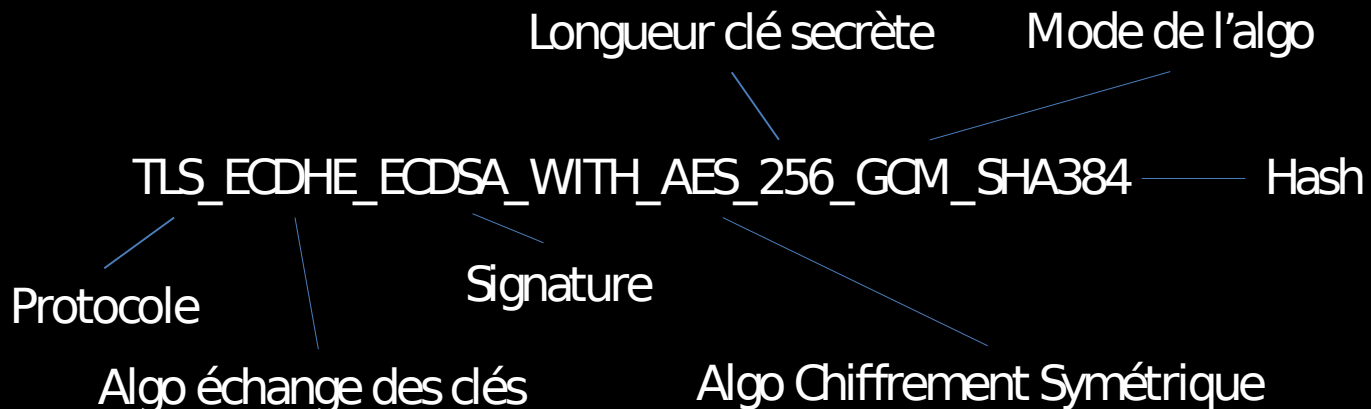 Longueur clé secrète
Mode de l'algo
TLS_ECDHE_ECDSA_WITH_AES_256_GCM_SHA384
Hash
Signature
Protocole
Algo échange des clés
Algo Chiffrement Symétrique